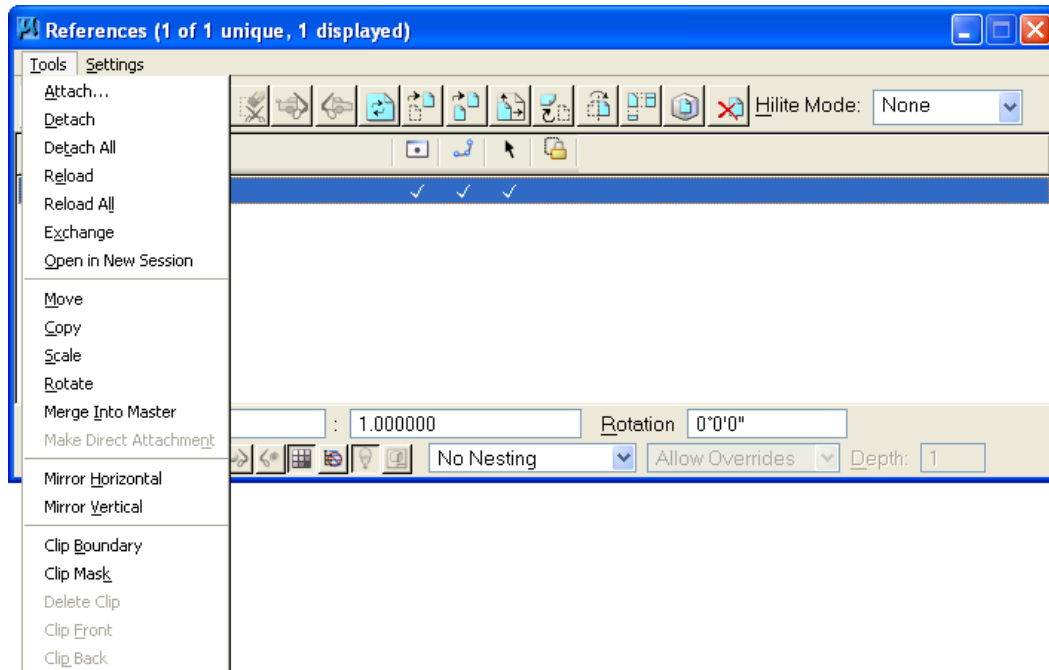 References (1 of 1 unique, 1 displayed)
Tools Settings
Attach...
Detach
Hilite Mode: None
Detach All
Reload
Reload All
Exchange
Open in New Session
Move
Copy
Scale
Rotate
Merge Into Master
: 1.000000 Rotation 0°0'0"
Make Direct Attachment
No Nesting Allow Overrides Depth: 1
Mirror Horizontal
Mirror Vertical
Clip Boundary
Clip Mask
Delete Clip
Clip Front
Clip Back